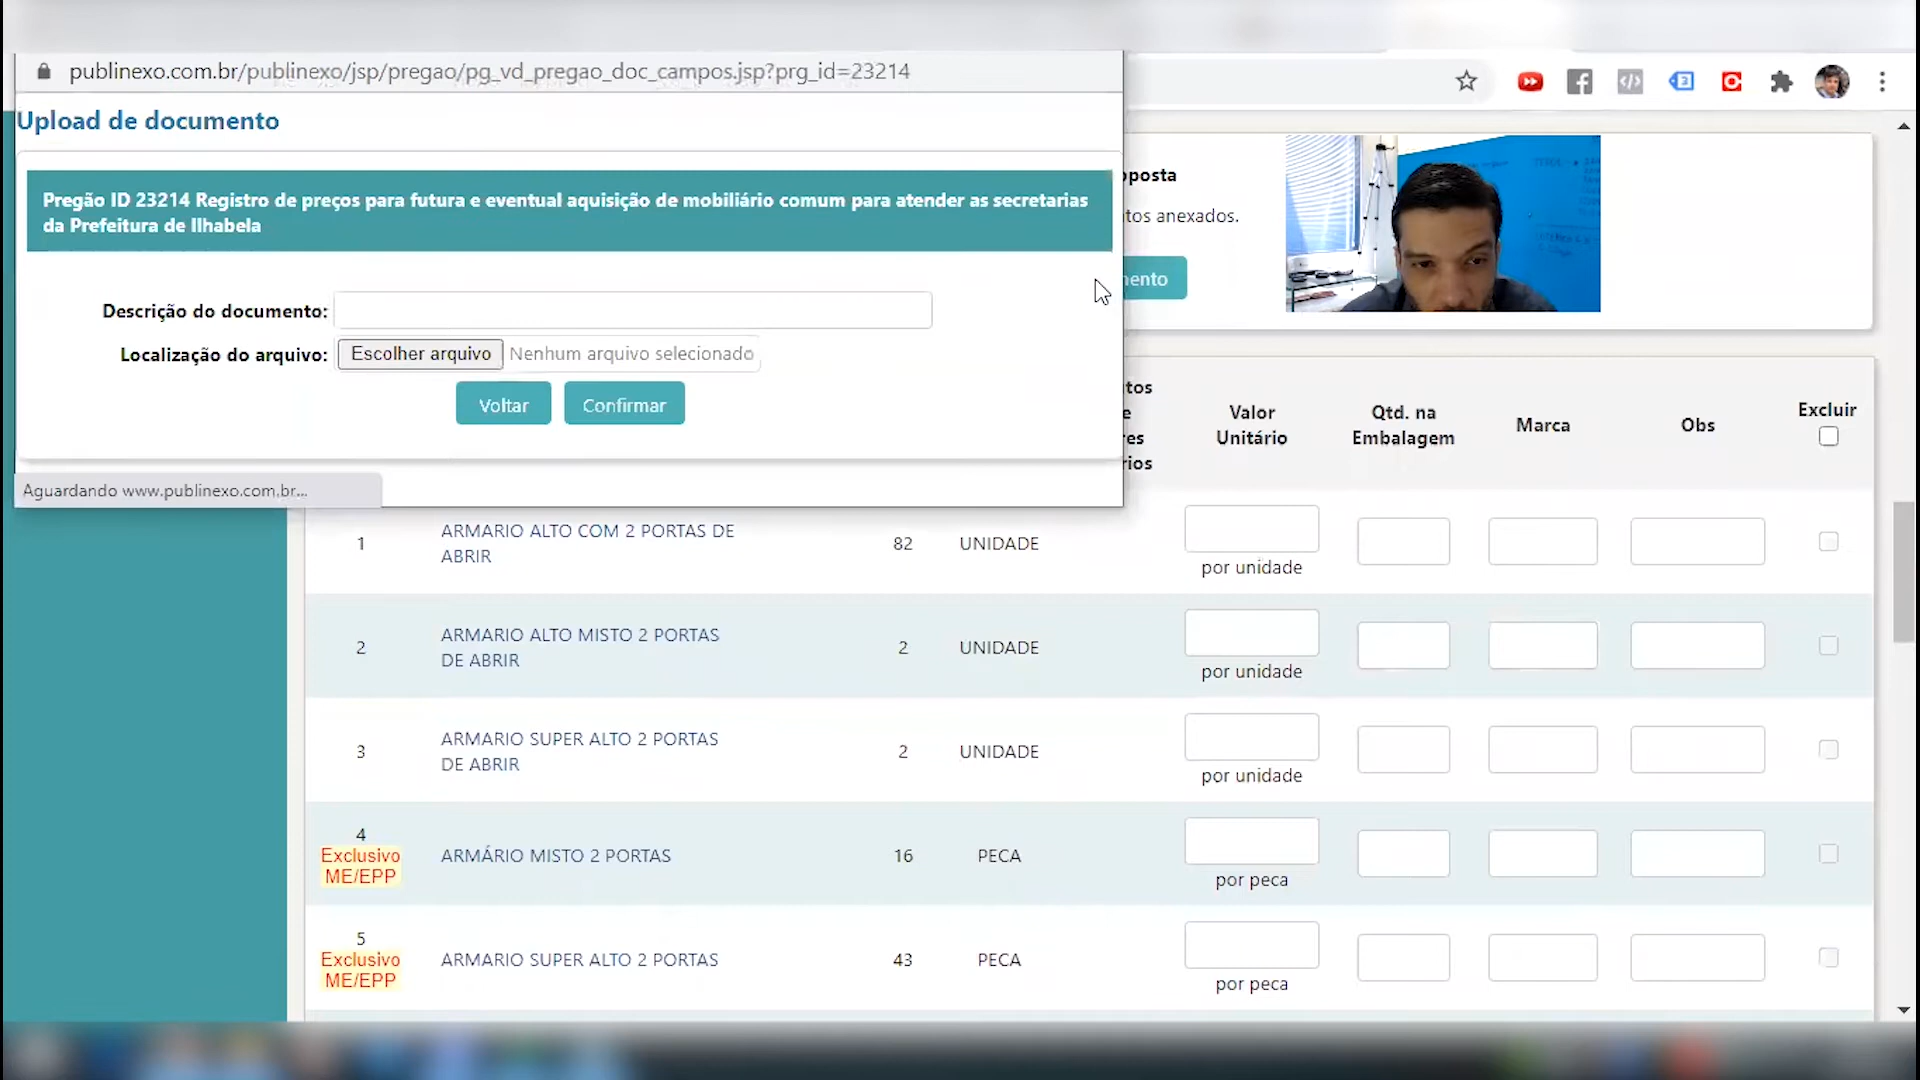 publinexo.com.br/publinexo/jsp/pregao/pg_vd_pregao_doc_campos.jsp?prg_id=23214
Upload de documento
Pregão ID 23214 Registro de preços para futura e eventual aquisição de mobiliário comum para atender as secretarias
da Prefeitura de Ilhabela
Descrição do documento:
Localização do arquivo: Escolher arquivo Nenhum arquivo selecionado
Voltar Confirmar
Aguardando www.publinexo.com.br...
posta
tos anexados.
ento
tos
e
res
rios
Valor
Unitário
Qtd. na
Embalagem
Marca
Obs
Excluir
1 ARMARIO ALTO COM 2 PORTAS DE
ABRIR
82 UNIDADE
por unidade
2 ARMARIO ALTO MISTO 2 PORTAS
DE ABRIR
2 UNIDADE
por unidade
3 ARMARIO SUPER ALTO 2 PORTAS
DE ABRIR
2 UNIDADE
por unidade
4
Exclusivo
ME/EPP
ARMÁRIO MISTO 2 PORTAS 16 PECA
por peca
5
Exclusivo
ME/EPP
ARMARIO SUPER ALTO 2 PORTAS 43 PECA
por peca